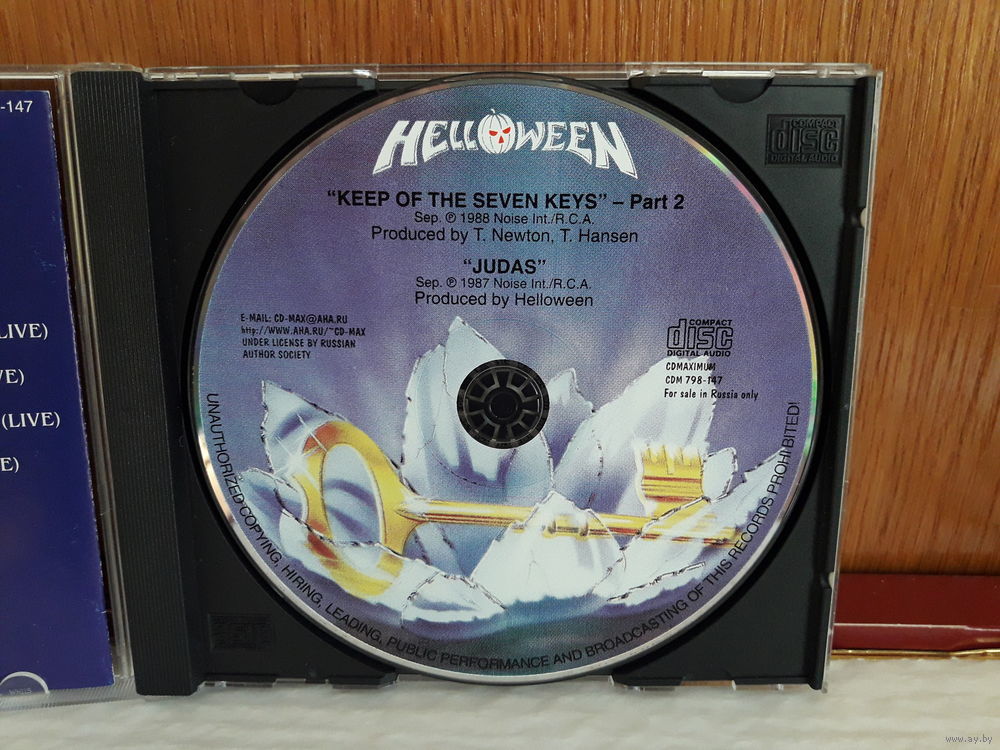 -147
LIVE)
VE)
(LIVE)
E)
COMPACT
disc
DIGITAL AUDIO
HELLOWEEN
“KEEP OF THE SEVEN KEYS” – Part 2
Sep. ℗ 1988 Noise Int./R.C.A.
Produced by T. Newton, T. Hansen
“JUDAS”
Sep. ℗ 1987 Noise Int./R.C.A.
Produced by Helloween
E-MAIL: CD-MAX@AHA.RU
http://WWW.AHA.RU/~CD-MAX
UNDER LICENSE BY RUSSIAN
AUTHOR SOCIETY
COMPACT
disc
DIGITAL AUDIO
CDMAXIMUM
CDM 798-147
For sale in Russia only
UNAUTHORIZED COPYING, HIRING, LEADING, PUBLIC PERFORMANCE AND BROADCASTING OF THIS RECORDS PROHIBITED!
www.ay.by